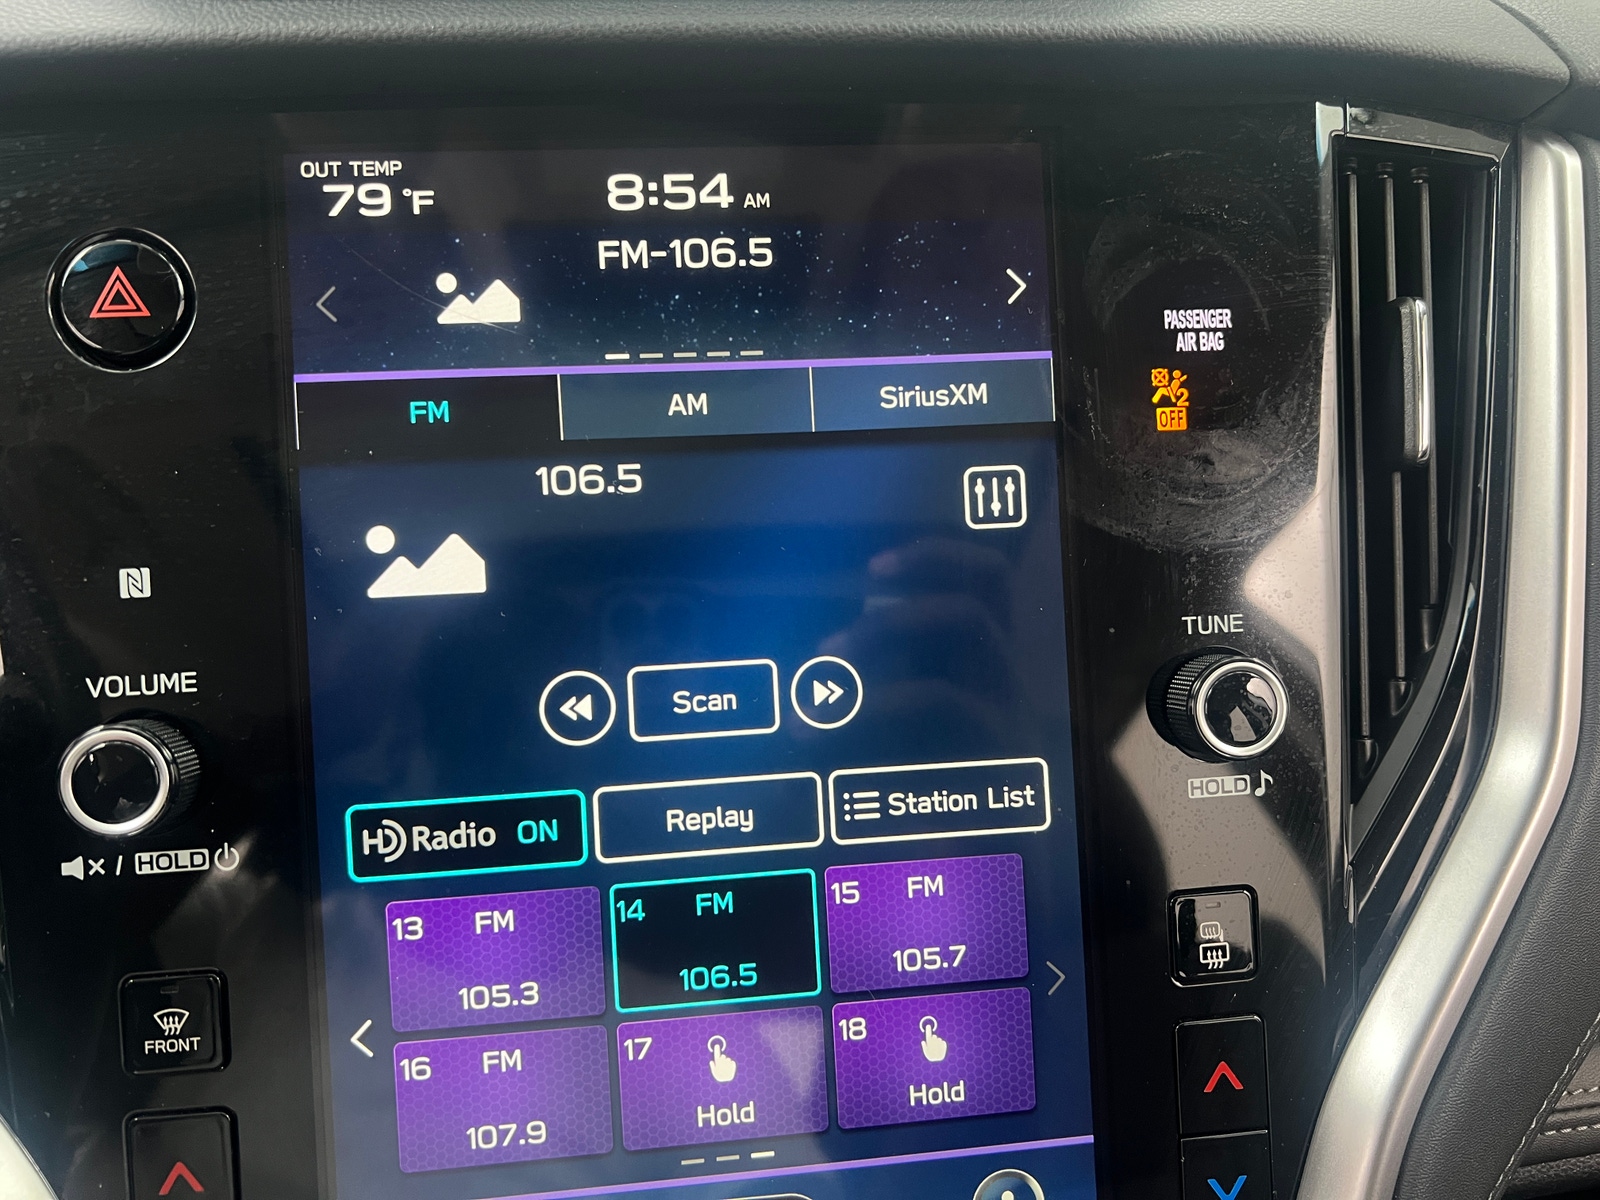 OUT TEMP
79 °F
8:54 AM
FM-106.5
PASSENGER
AIR BAG
2
OFF
FM
AM
SiriusXM
106.5
Scan
TUNE
HOLD
VOLUME
/ HOLD
HD Radio ON
Replay
Station List
13 FM
105.3
14 FM
106.5
15 FM
105.7
16 FM
107.9
17
Hold
18
Hold
FRONT